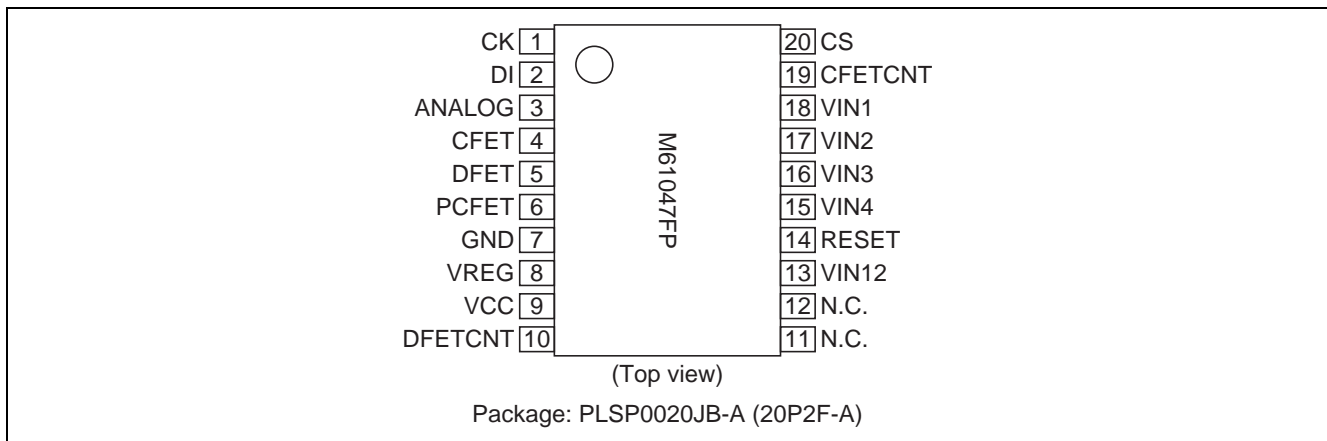 CK 1 20 CS
DI 2 19 CFETCNT
ANALOG 3 18 VIN1
CFET 4 17 VIN2
DFET 5 16 VIN3
PCFET 6 15 VIN4
GND 7 14 RESET
VREG 8 13 VIN12
VCC 9 12 N.C.
DFETCNT 10 11 N.C.
M61047FP
(Top view)
Package: PLSP0020JB-A (20P2F-A)